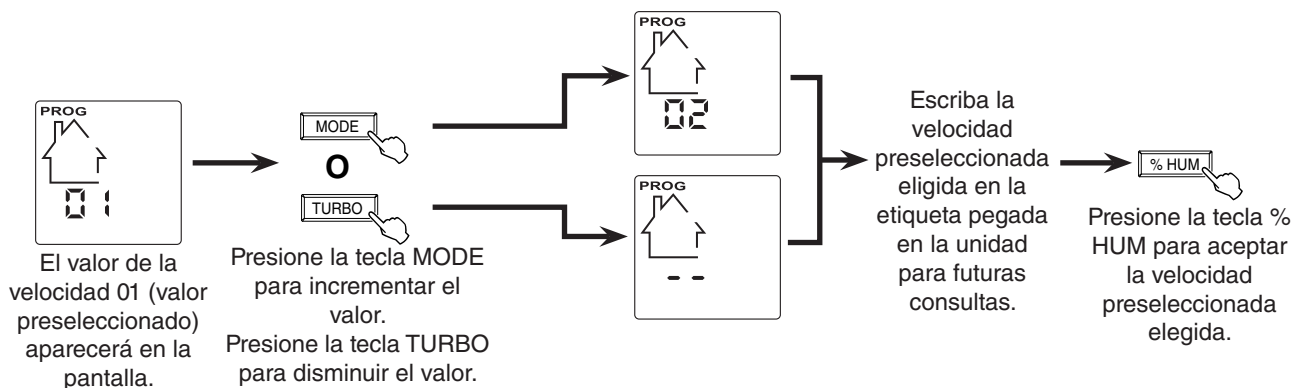 PROG
01
El valor de la
velocidad 01 (valor
preseleccionado)
aparecerá en la
pantalla.
MODE
O
TURBO
Presione la tecla MODE
para incrementar el
valor.
Presione la tecla TURBO
para disminuir el valor.
PROG
02
PROG
--
Escriba la
velocidad
preseleccionada
eligida en la
etiqueta pegada
en la unidad
para futuras
consultas.
% HUM
Presione la tecla %
HUM para aceptar
la velocidad
preseleccionada
elegida.